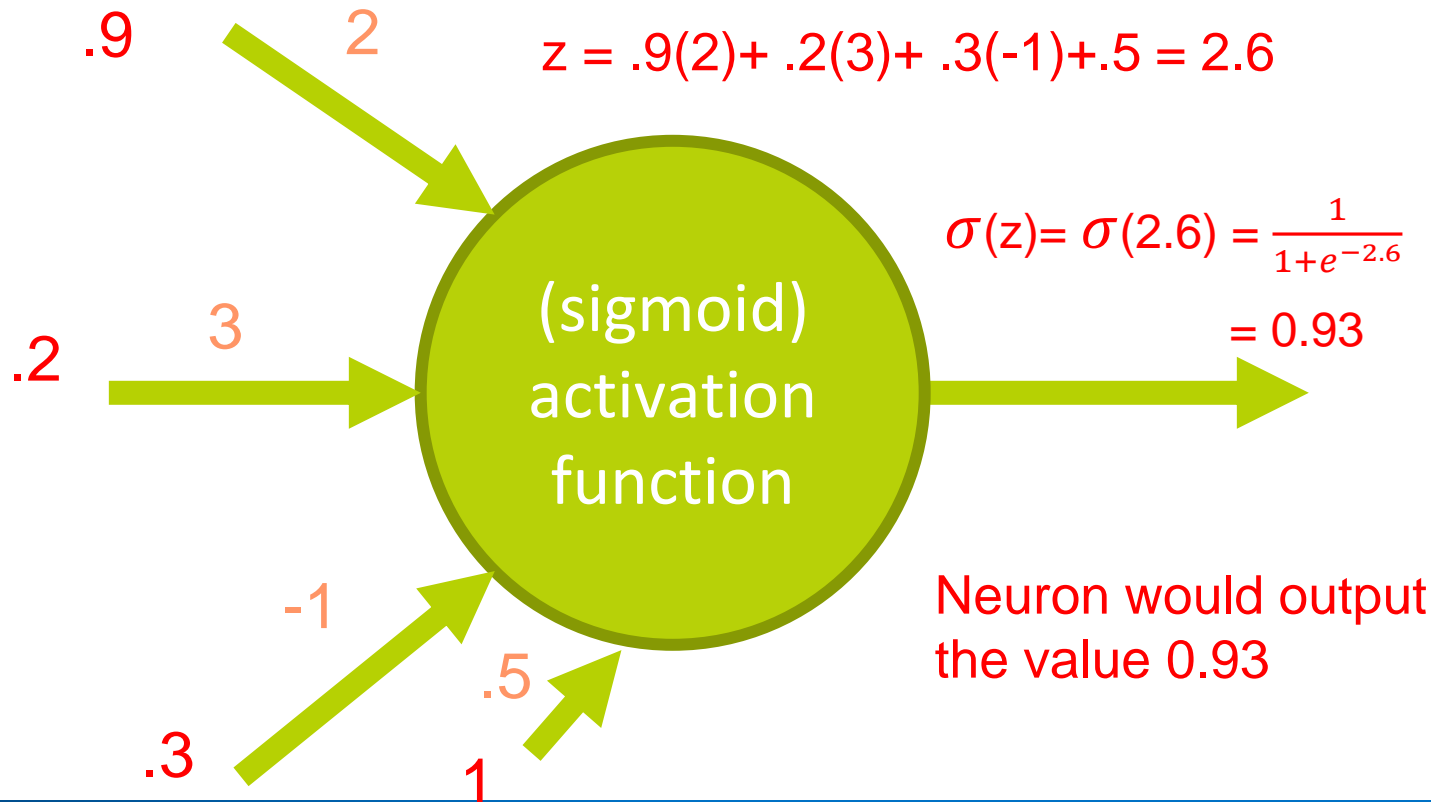 .9
2
z = .9(2)+ .2(3)+ .3(-1)+.5 = 2.6
𝜎(z)= 𝜎(2.6) = 1/(1+𝑒^−2.6)
= 0.93
.2
3
(sigmoid)
activation
function
-1
.5
.3
1
Neuron would output
the value 0.93